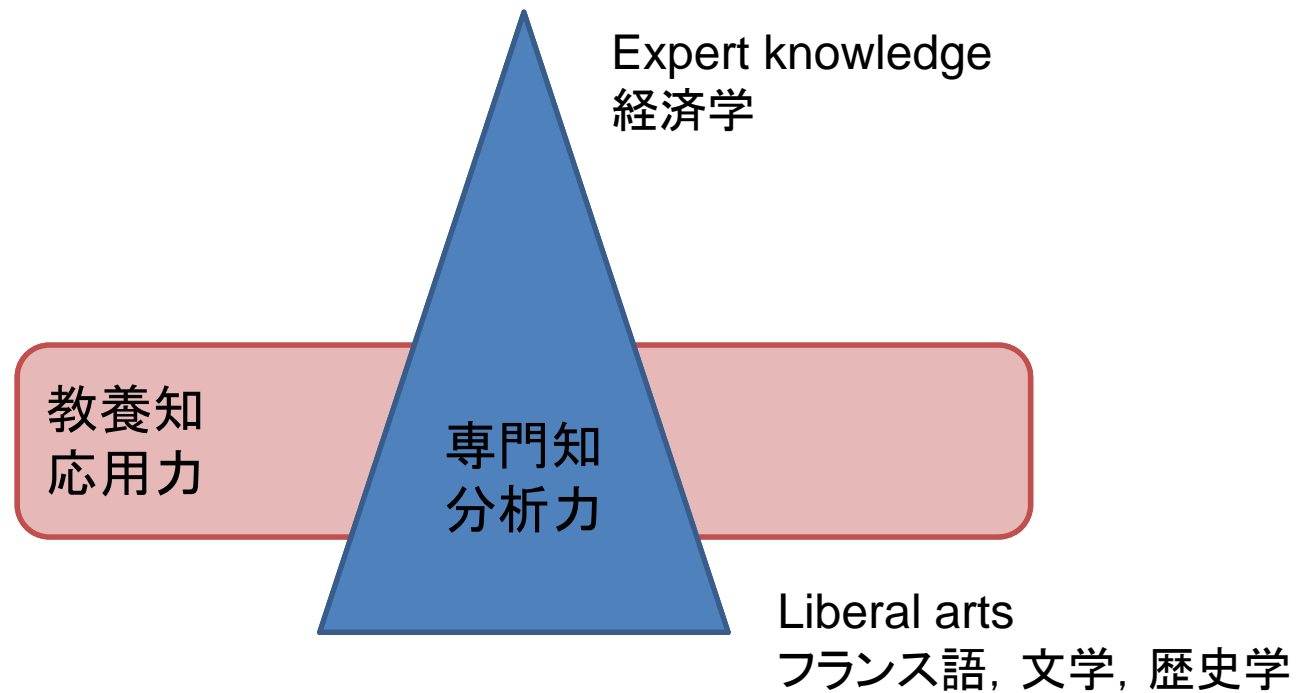 Expert knowledge
経済学
教養知
応用力
専門知
分析力
Liberal arts
フランス語，文学，歴史学